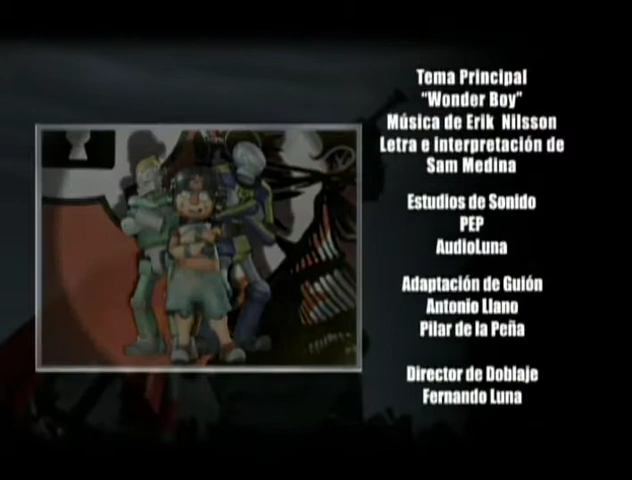 Tema Principal
"Wonder Boy"
Música de Erik Nilsson
Letra e interpretación de
Sam Medina
Estudios de Sonido
PEP
AudioLuna
Adaptación de Guión
Antonio Llano
Pilar de la Peña
Director de Doblaje
Fernando Luna